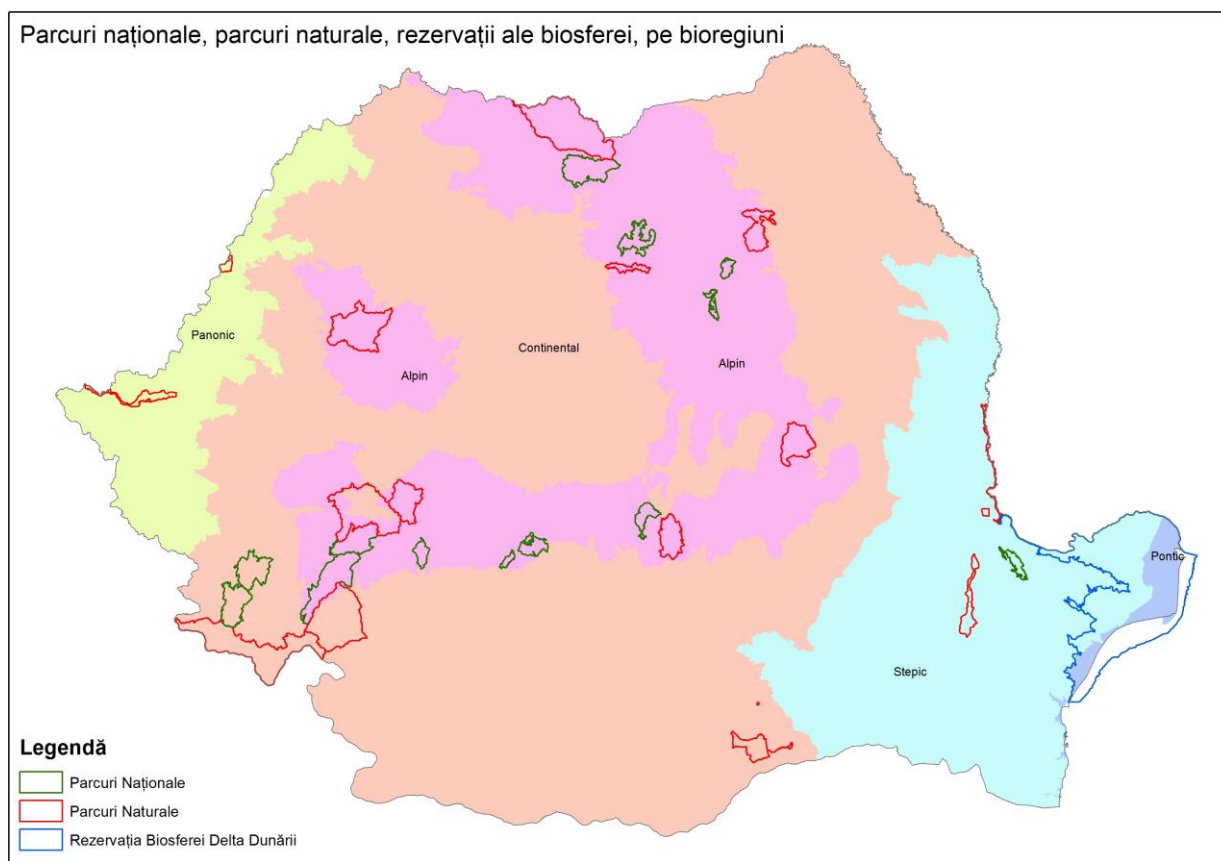 Parcuri naționale, parcuri naturale, rezervații ale biosferei, pe bioregiuni
Panonic
Continental
Alpin
Alpin
Pontic
Stepic
Legendă
Parcuri Naționale
Parcuri Naturale
Rezervația Biosferei Delta Dunării